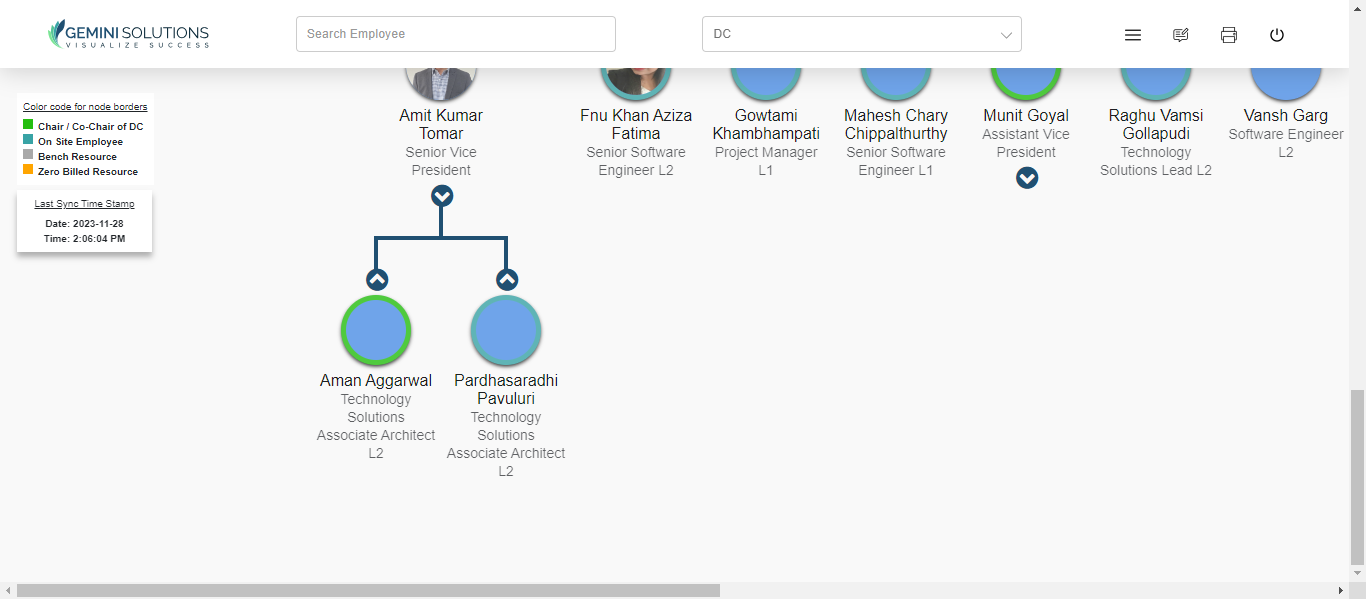 GEMINI SOLUTIONS
VISUALIZE SUCCESS
Search Employee
DC
Color code for node borders
Chair / Co-Chair of DC
On Site Employee
Bench Resource
Zero Billed Resource
Last Sync Time Stamp
Date: 2023-11-28
Time: 2:06:04 PM
Amit Kumar
Tomar
Senior Vice
President
Fnu Khan Aziza
Fatima
Senior Software
Engineer L2
Gowtami
Khambhampati
Project Manager
L1
Mahesh Chary
Chippalthurthy
Senior Software
Engineer L1
Munit Goyal
Assistant Vice
President
Raghu Vamsi
Gollapudi
Technology
Solutions Lead L2
Vansh Garg
Software Engineer
L2
Aman Aggarwal
Technology
Solutions
Associate Architect
L2
Pardhasaradhi
Pavuluri
Technology
Solutions
Associate Architect
L2